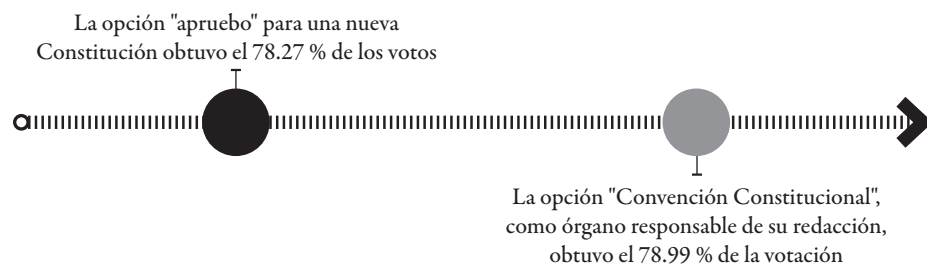 La opción "apruebo" para una nueva
Constitución obtuvo el 78.27 % de los votos
La opción "Convención Constitucional",
como órgano responsable de su redacción,
obtuvo el 78.99 % de la votación